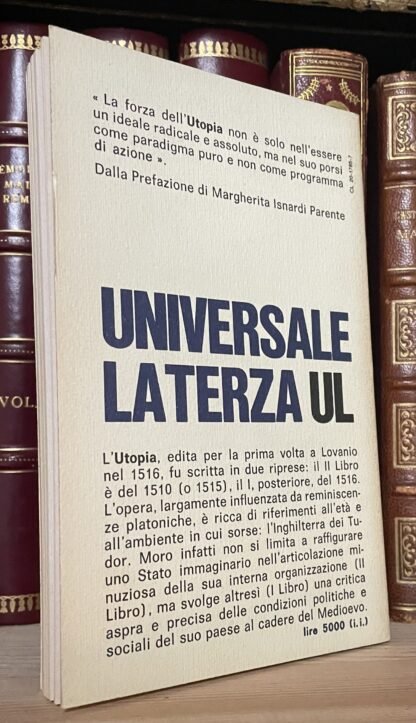 « La forza dell'Utopia non è solo nell'essere
un ideale radicale e assoluto, ma nel suo porsi
come paradigma puro e non come programma
di azione ».
Dalla Prefazione di Margherita Isnardi Parente
UNIVERSALE
LATERZA UL
L'Utopia, edita per la prima volta a Lovanio
nel 1516, fu scritta in due riprese: il II Libro
è del 1510 (o 1515), il I, posteriore, del 1516.
L'opera, largamente influenzata da reminiscen-
ze platoniche, è ricca di riferimenti all'età e
all'ambiente in cui sorse: l'Inghilterra dei Tu-
dor. Moro infatti non si limita a raffigurare
uno Stato immaginario nell'articolazione mi-
nuziosa della sua interna organizzazione (II
Libro), ma svolge altresì (I Libro) una critica
aspra e precisa delle condizioni politiche e
sociali del suo paese al cadere del Medioevo.
lire 5000 (i.i.)
VOL.